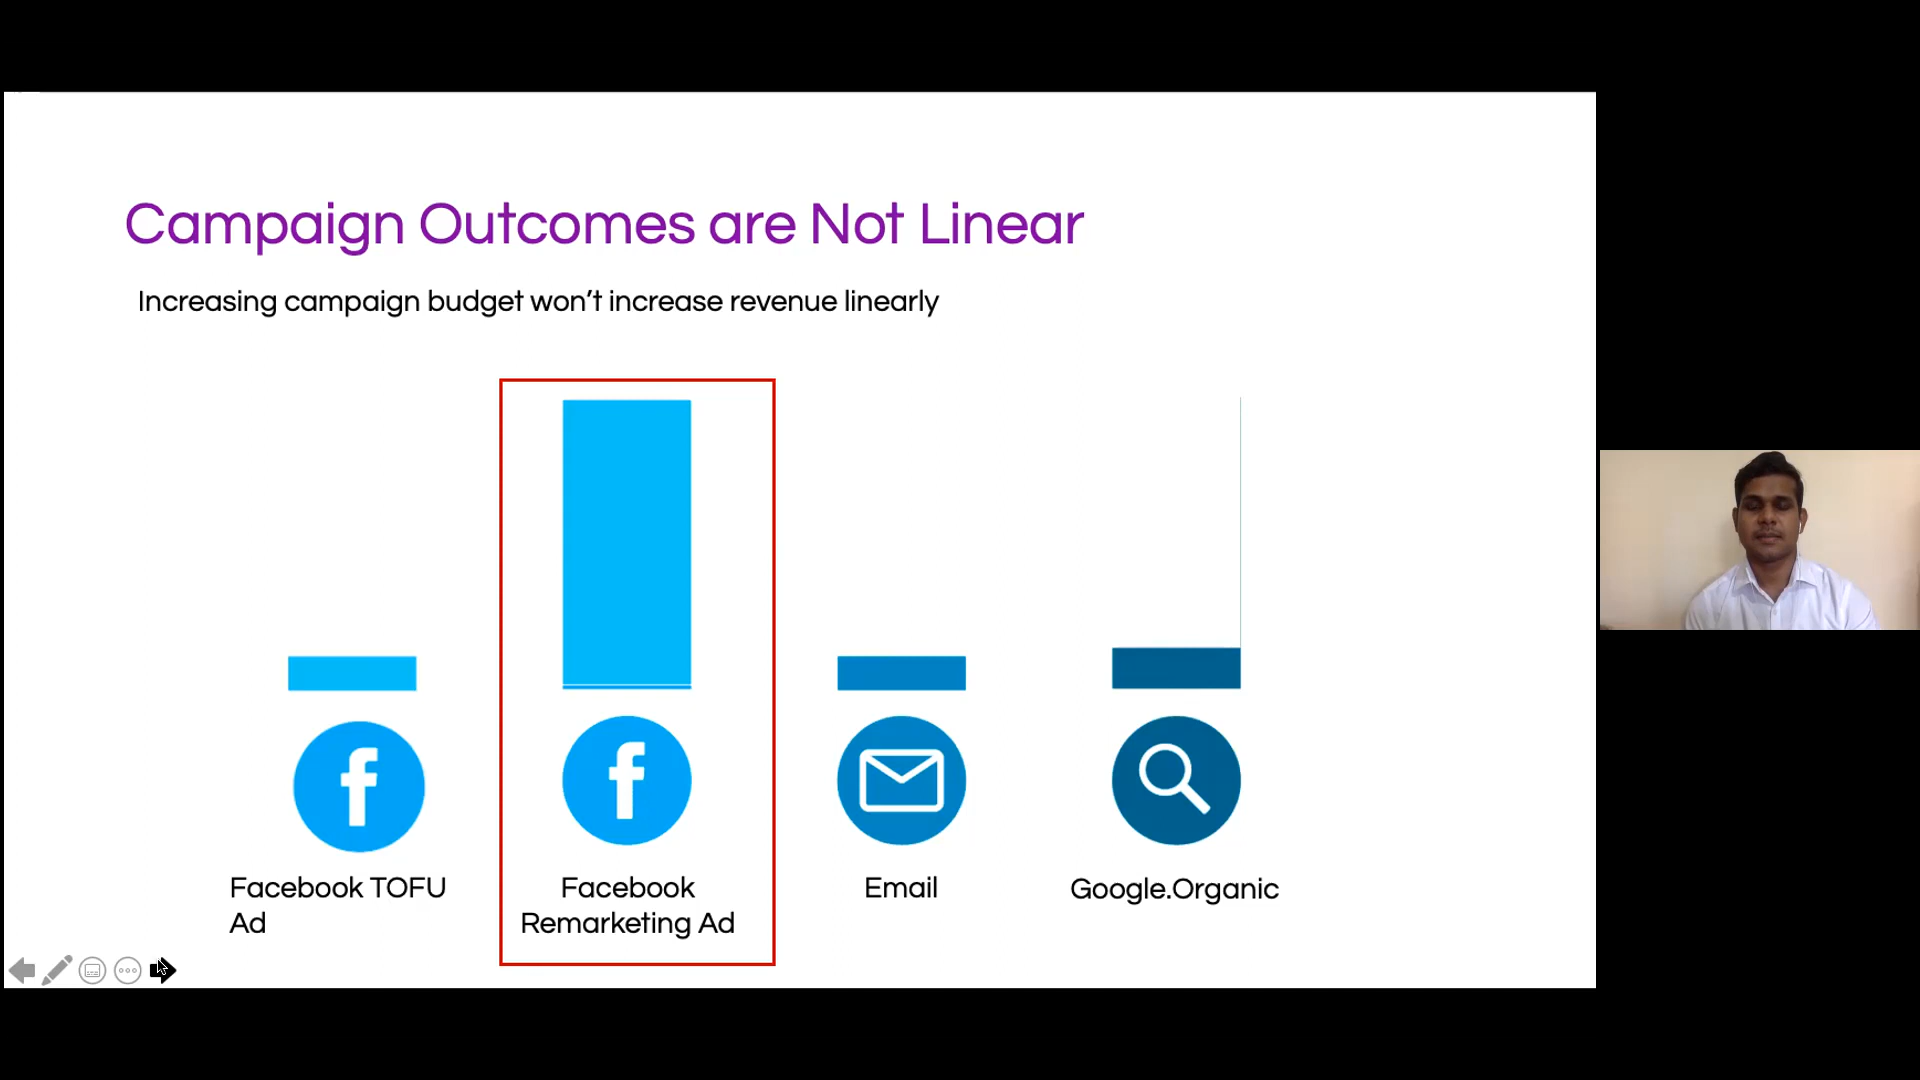 Campaign Outcomes are Not Linear
Increasing campaign budget won’t increase revenue linearly
Facebook TOFU
Ad
Facebook
Remarketing Ad
Email
Google.Organic